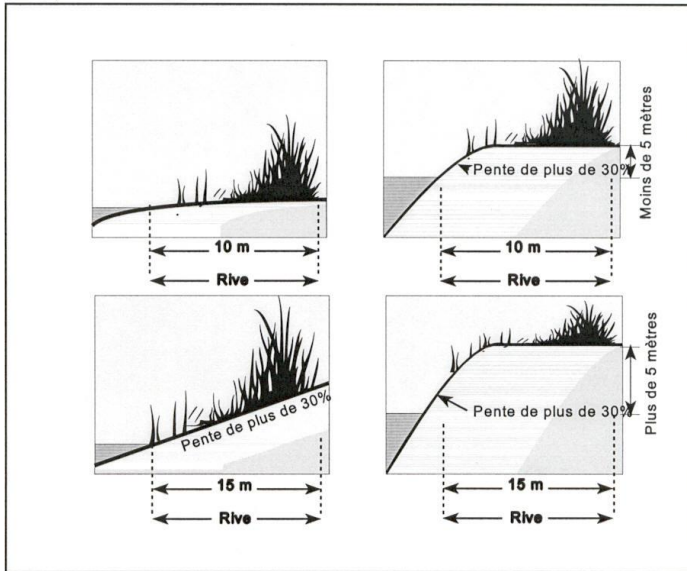 10 m
Rive
Pente de plus de 30%
Moins de 5 mètres
10 m
Rive
Pente de plus de 30%
15 m
Rive
Pente de plus de 30%
Plus de 5 mètres
15 m
Rive